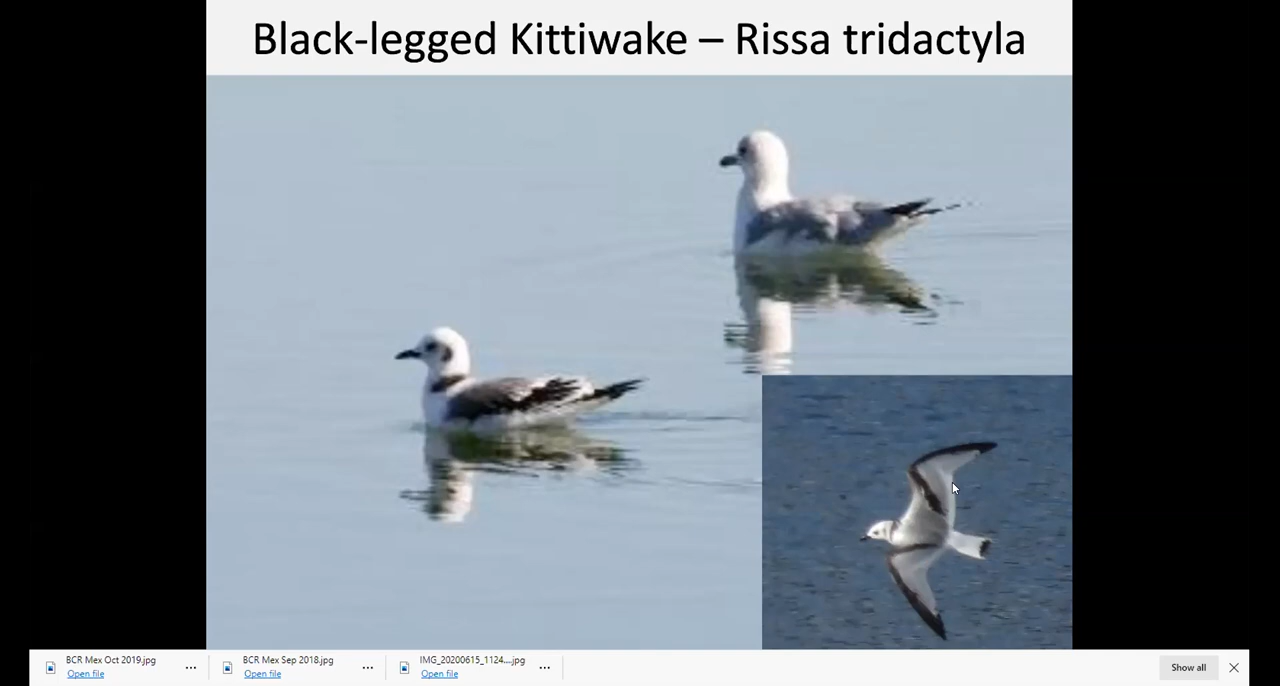 Black-legged Kittiwake – Rissa tridactyla
BCR Mex Oct 2019.jpg
Open file
...
BCR Mex Sep 2018.jpg
Open file
...
IMG_20200615_1124....jpg
Open file
...
Show all